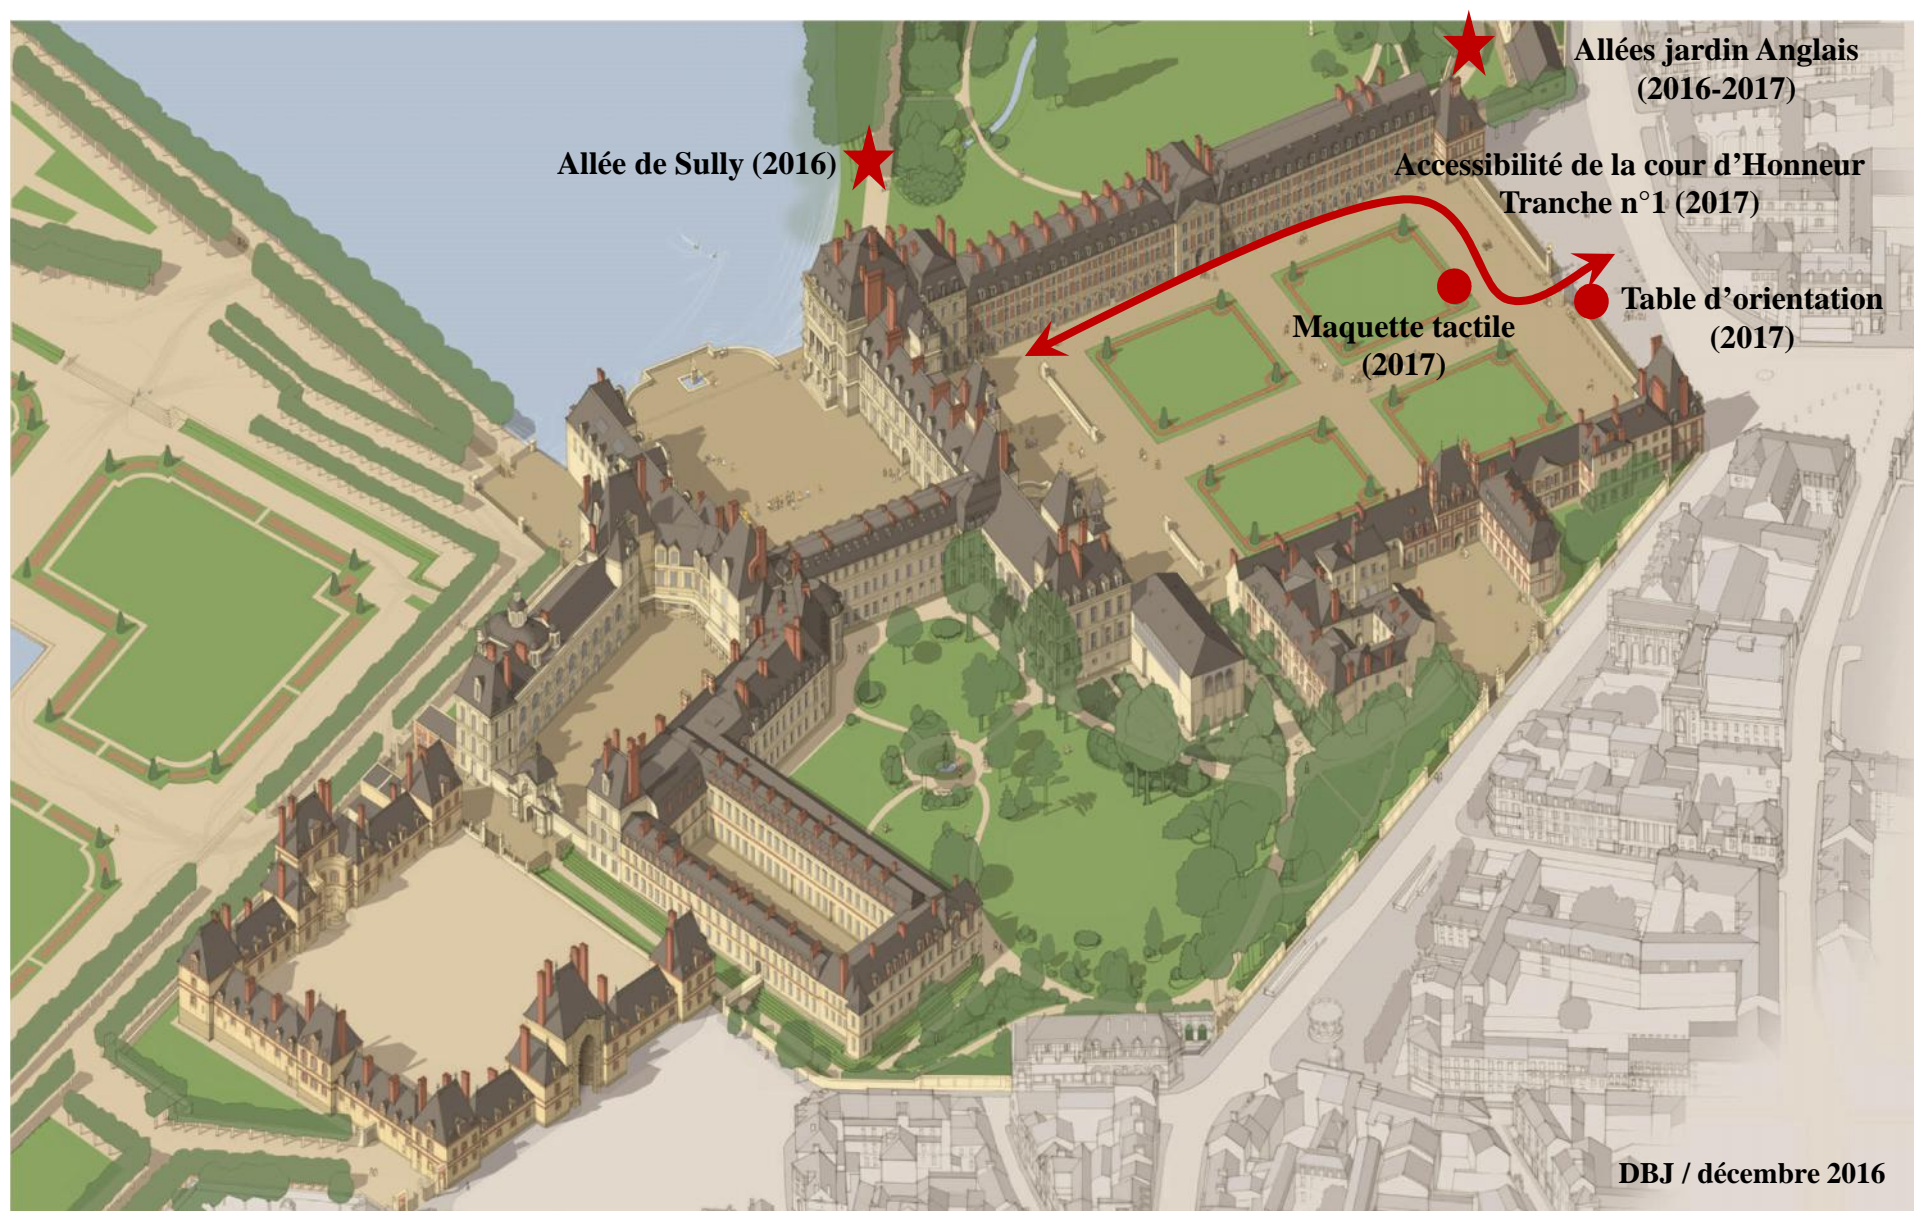 Allées jardin Anglais
(2016-2017)
Allée de Sully (2016)
Accessibilité de la cour d’Honneur
Tranche n°1 (2017)
Table d’orientation
(2017)
Maquette tactile
(2017)
DBJ / décembre 2016